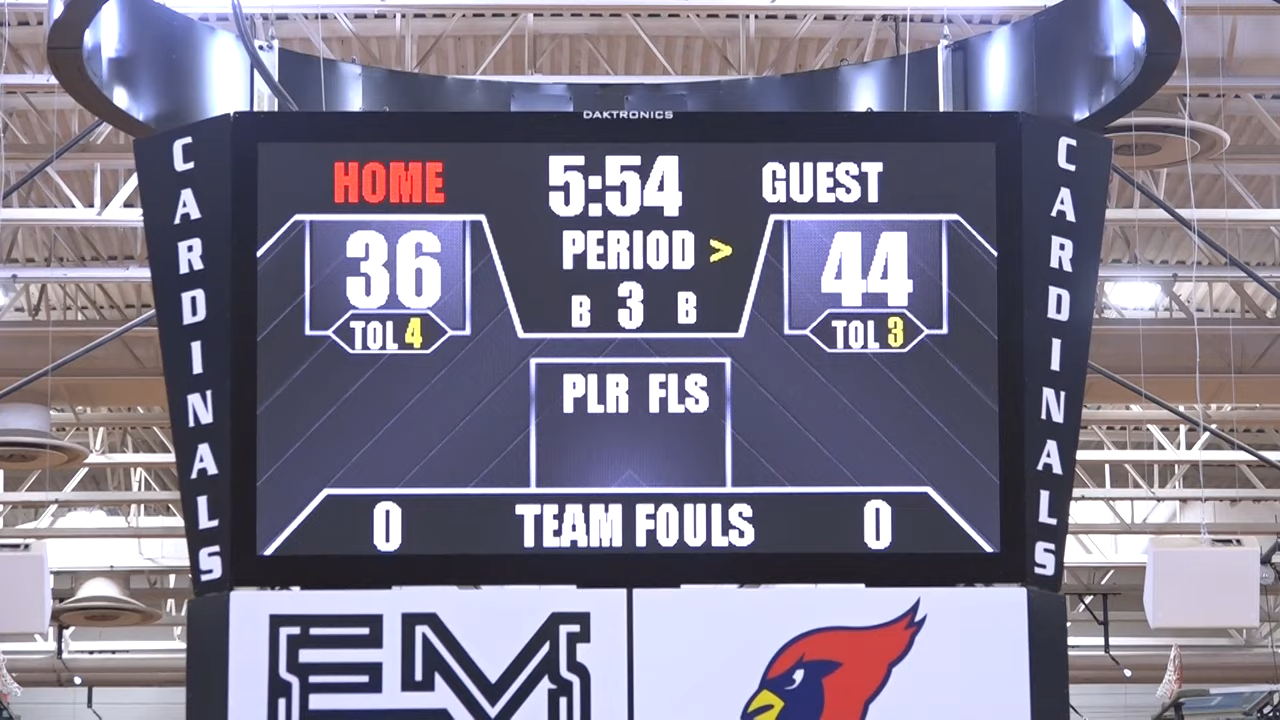 DAKTRONICS
CARDINALS
HOME
5:54
GUEST
36
PERIOD >
44
B 3 B
TOL 4
TOL 3
PLR FLS
0
TEAM FOULS
0
CARDINALS
EM